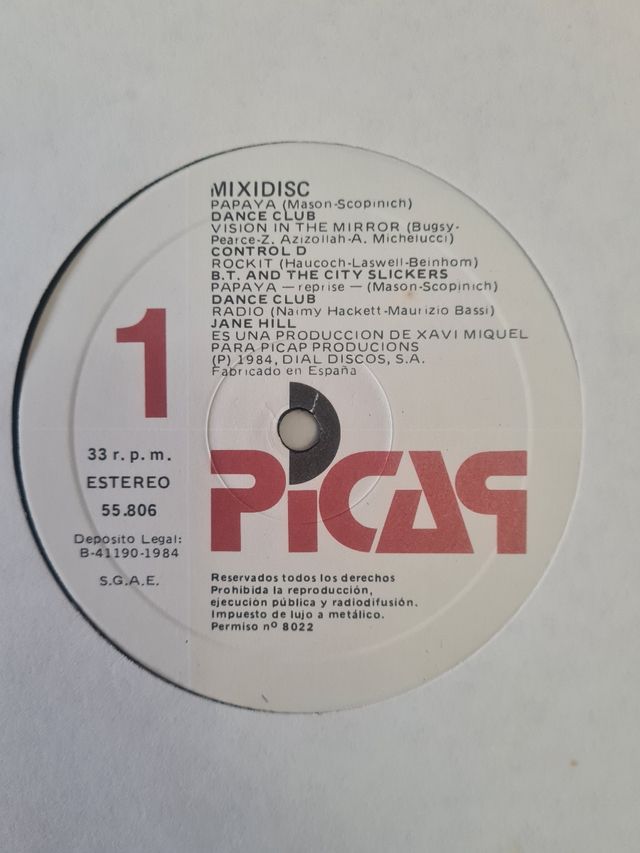 MIXIDISC
PAPAYA (Mason-Scopinich)
DANCE CLUB
VISION IN THE MIRROR (Bugsy-
Pearce-Z. Azizollah-A. Michelucci)
CONTROL D
ROCKIT (Haucoch-Laswell-Beinhom)
B.T. AND THE CITY SLICKERS
PAPAYA — reprise — (Mason-Scopinich)
DANCE CLUB
RADIO (Naimy Hackett-Maurizio Bassi)
JANE HILL
ES UNA PRODUCCION DE XAVI MIQUEL
PARA PICAP PRODUCIONS
(P) 1984, DIAL DISCOS, S.A.
Fabricado en España
1
33 r. p. m.
ESTEREO
55.806
Deposito Legal:
B-41190-1984
S.G.A.E.
PICAP
Reservados todos los derechos
Prohibida la reproducción,
ejecución pública y radiodifusión.
Impuesto de lujo a metálico.
Permiso nº 8022